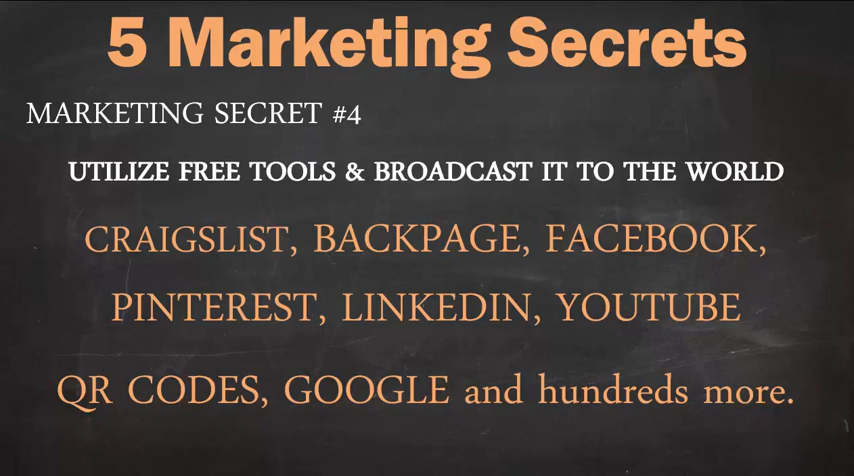 5 Marketing Secrets
MARKETING SECRET #4
UTILIZE FREE TOOLS & BROADCAST IT TO THE WORLD
CRAIGSLIST, BACKPAGE, FACEBOOK,
PINTEREST, LINKEDIN, YOUTUBE
QR CODES, GOOGLE and hundreds more.